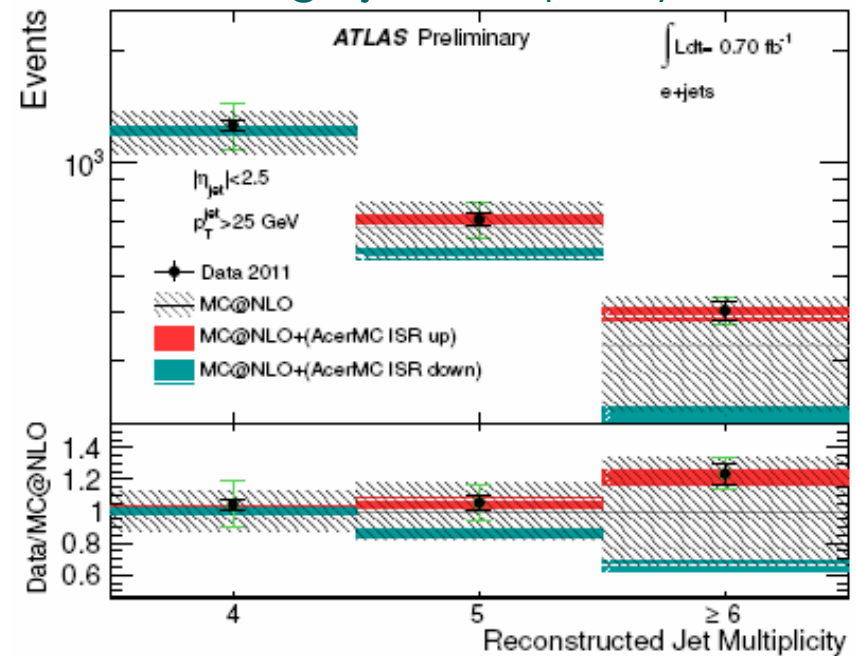 ATLAS Preliminary
∫Ldt= 0.70 fb⁻¹
e+jets
Events
10³
|η_jet|<2.5
p_T^jet>25 GeV
Data 2011
MC@NLO
MC@NLO+(AcerMC ISR up)
MC@NLO+(AcerMC ISR down)
Data/MC@NLO
1.4
1.2
1
0.8
0.6
4 5 ≥ 6
Reconstructed Jet Multiplicity